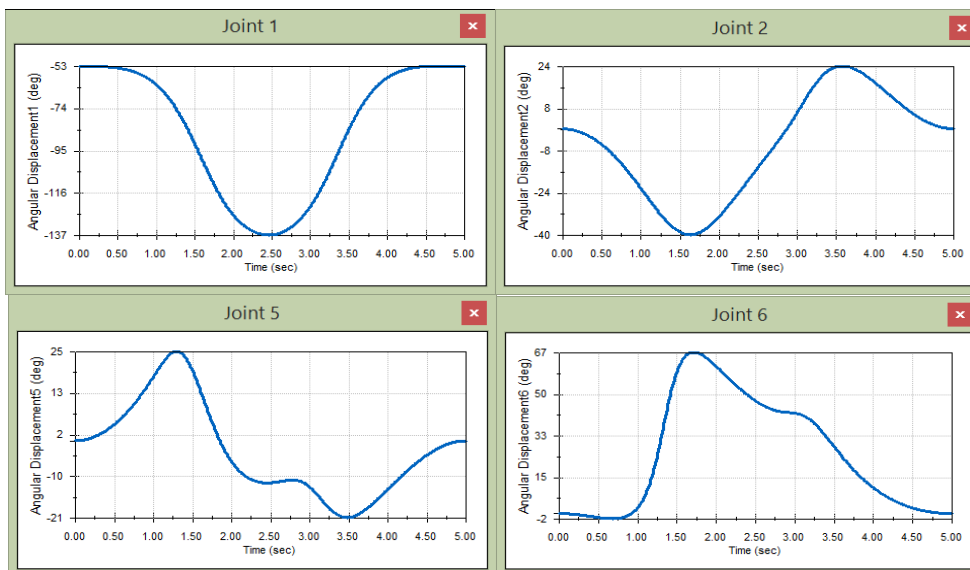 Joint 1
x
Angular Displacement1 (deg)
-53
-74
-95
-116
-137
0.00 0.50 1.00 1.50 2.00 2.50 3.00 3.50 4.00 4.50 5.00
Time (sec)
Joint 2
x
Angular Displacement2 (deg)
24
8
-8
-24
-40
0.00 0.50 1.00 1.50 2.00 2.50 3.00 3.50 4.00 4.50 5.00
Time (sec)
Joint 5
x
Angular Displacement5 (deg)
25
13
2
-10
-21
0.00 0.50 1.00 1.50 2.00 2.50 3.00 3.50 4.00 4.50 5.00
Time (sec)
Joint 6
x
Angular Displacement6 (deg)
67
50
33
15
-2
0.00 0.50 1.00 1.50 2.00 2.50 3.00 3.50 4.00 4.50 5.00
Time (sec)